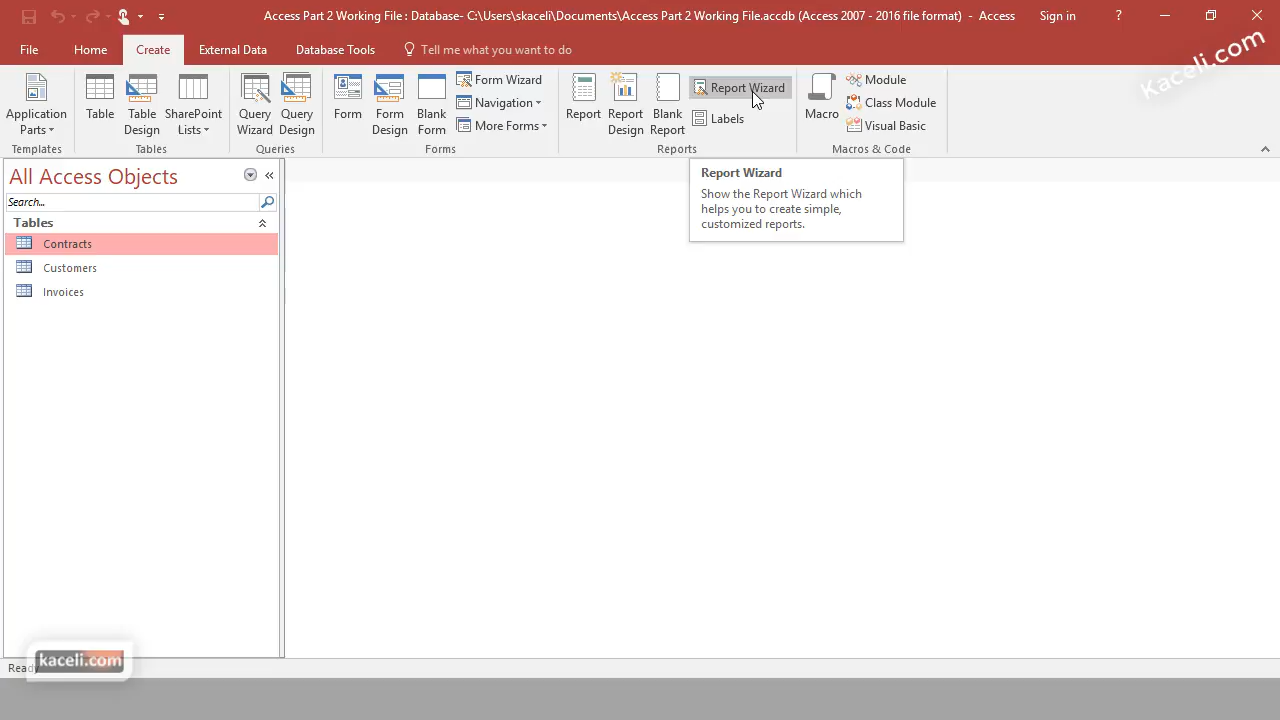 Access Part 2 Working File : Database- C:\Users\skaceli\Documents\Access Part 2 Working File.accdb (Access 2007 - 2016 file format) - Access
Sign in
?
File
Home
Create
External Data
Database Tools
Tell me what you want to do
Kaceli.com
Application Parts
Templates
Table
Table Design
SharePoint Lists
Tables
Query Wizard
Query Design
Queries
Form
Form Design
Blank Form
Form Wizard
Navigation
More Forms
Forms
Report
Report Design
Blank Report
Report Wizard
Labels
Reports
Macro
Module
Class Module
Visual Basic
Macros & Code
All Access Objects
Search...
Tables
Contracts
Customers
Invoices
Report Wizard
Show the Report Wizard which
helps you to create simple,
customized reports.
kaceli.com
Ready